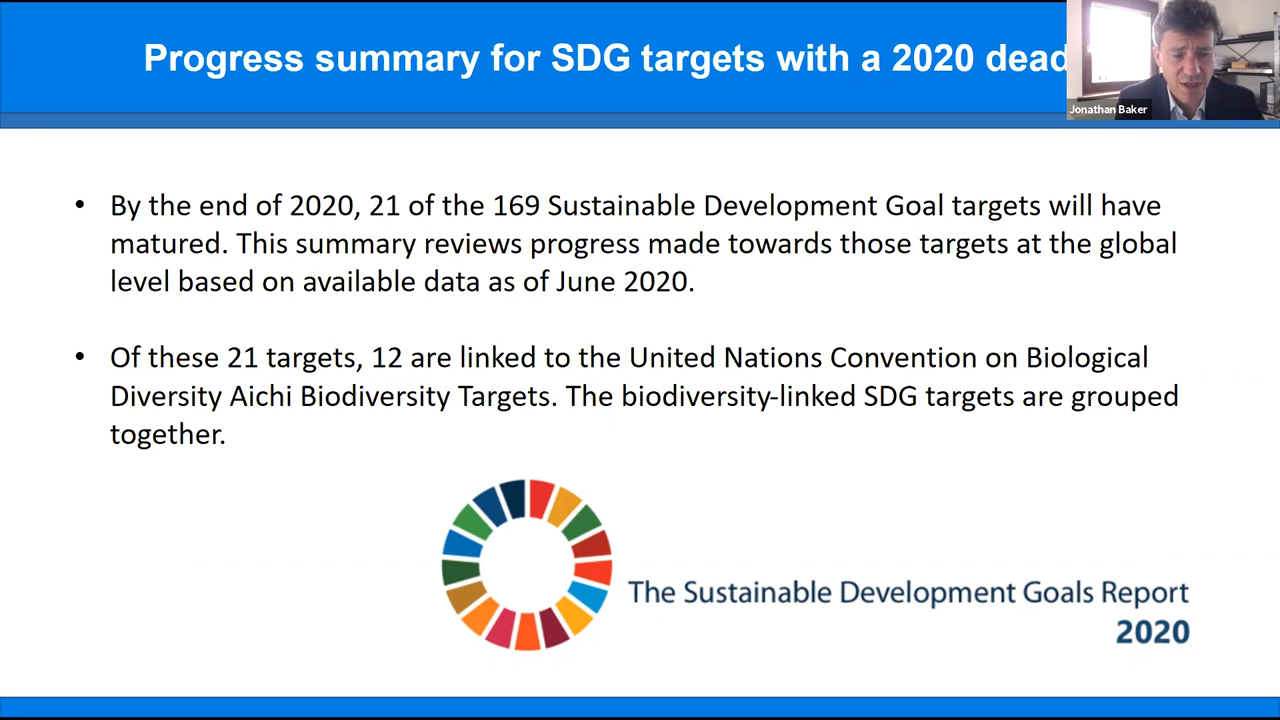 Progress summary for SDG targets with a 2020 dead
Jonathan Baker
• By the end of 2020, 21 of the 169 Sustainable Development Goal targets will have
matured. This summary reviews progress made towards those targets at the global
level based on available data as of June 2020.
• Of these 21 targets, 12 are linked to the United Nations Convention on Biological
Diversity Aichi Biodiversity Targets. The biodiversity-linked SDG targets are grouped
together.
The Sustainable Development Goals Report
2020